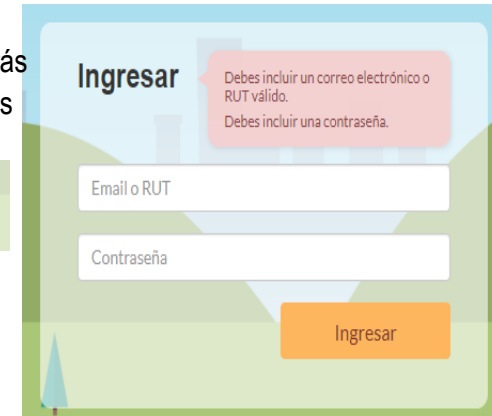 ás
s
Ingresar
Debes incluir un correo electrónico o
RUT válido.
Debes incluir una contraseña.
Email o RUT
Contraseña
Ingresar